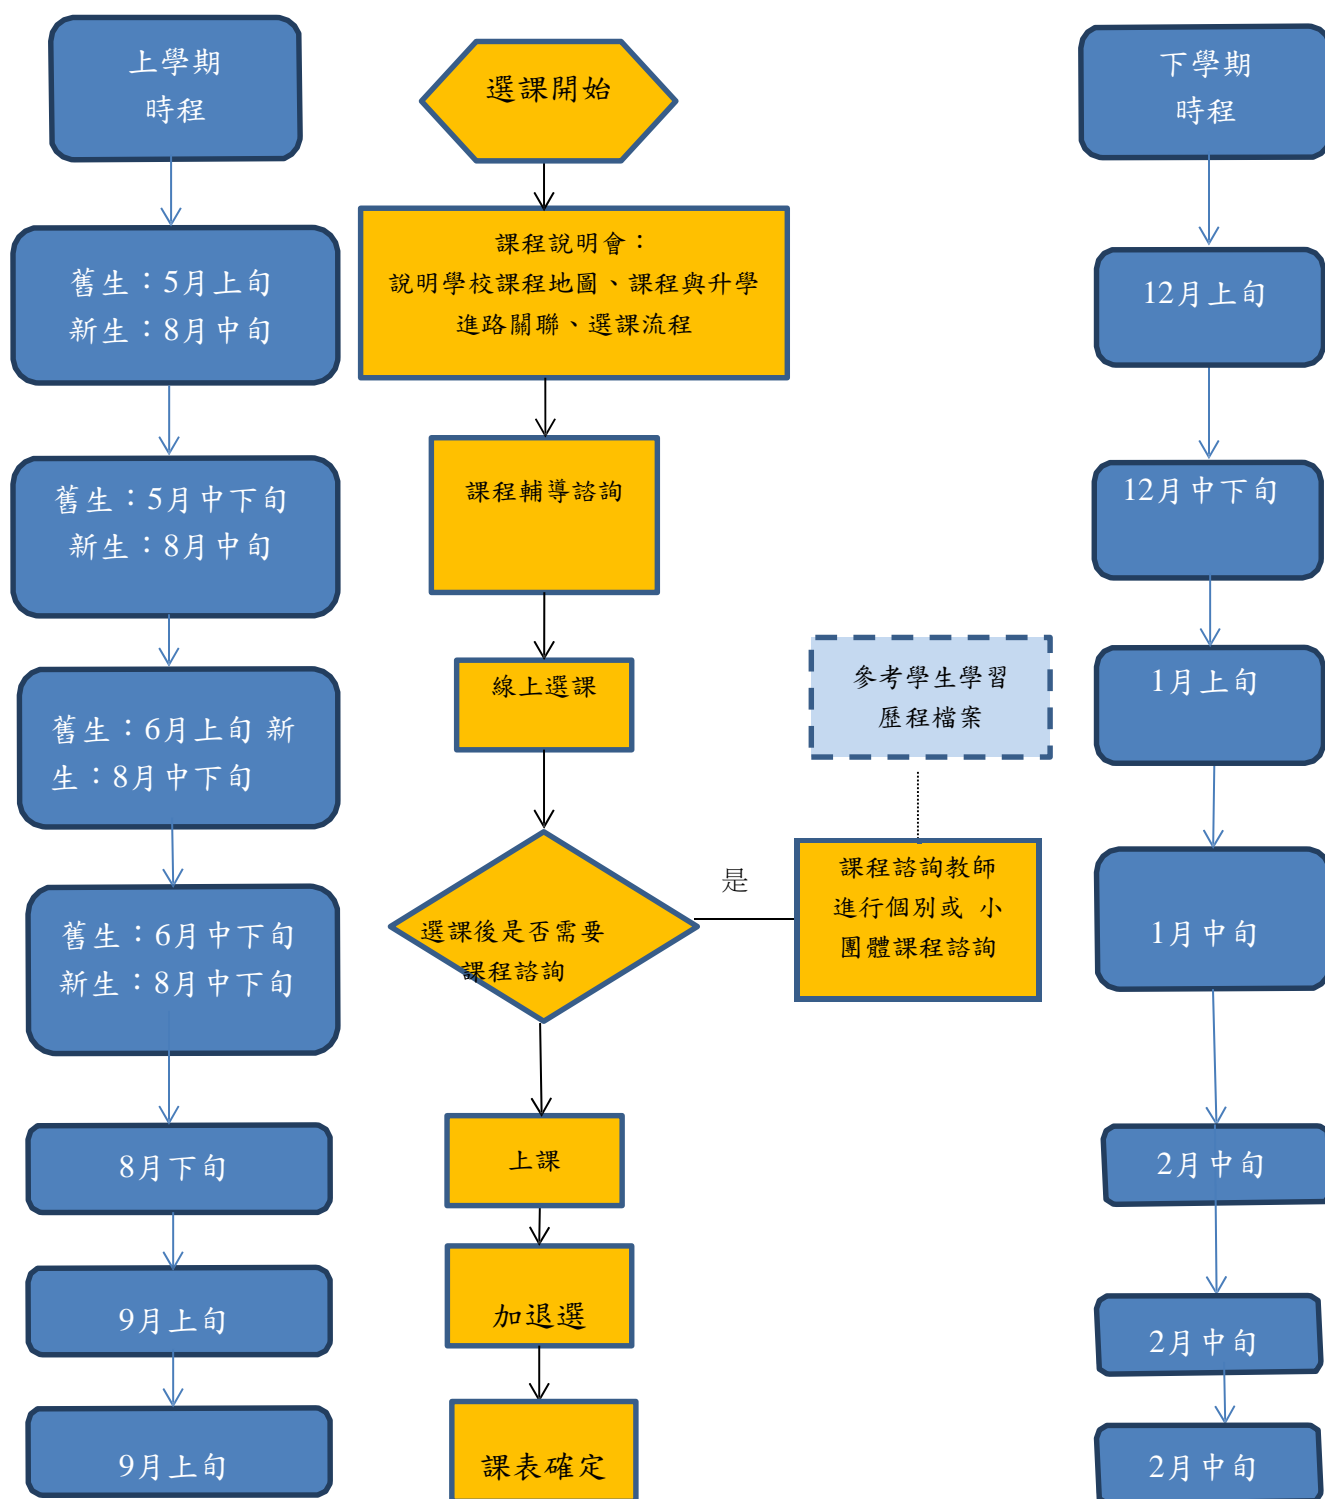 上學期
時程
舊生：5月上旬
新生：8月中旬
舊生：5月中下旬
新生：8月中旬
舊生：6月上旬 新
生：8月中下旬
舊生：6月中下旬
新生：8月中下旬
8月下旬
9月上旬
9月上旬
選課開始
課程說明會：
說明學校課程地圖、課程與升學
進路關聯、選課流程
課程輔導諮詢
線上選課
選課後是否需要
課程諮詢
是
參考學生學習
歷程檔案
課程諮詢教師
進行個別或 小
團體課程諮詢
上課
加退選
課表確定
下學期
時程
12月上旬
12月中下旬
1月上旬
1月中旬
2月中旬
2月中旬
2月中旬